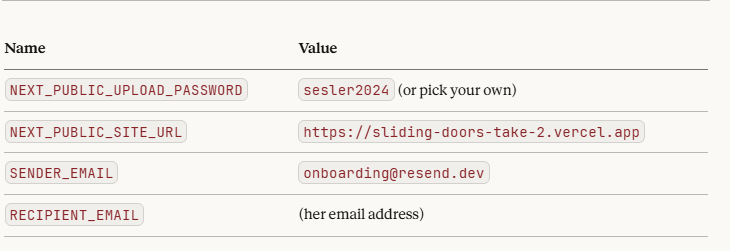 Name Value
NEXT_PUBLIC_UPLOAD_PASSWORD sesler2024 (or pick your own)
NEXT_PUBLIC_SITE_URL https://sliding-doors-take-2.vercel.app
SENDER_EMAIL onboarding@resend.dev
RECIPIENT_EMAIL (her email address)